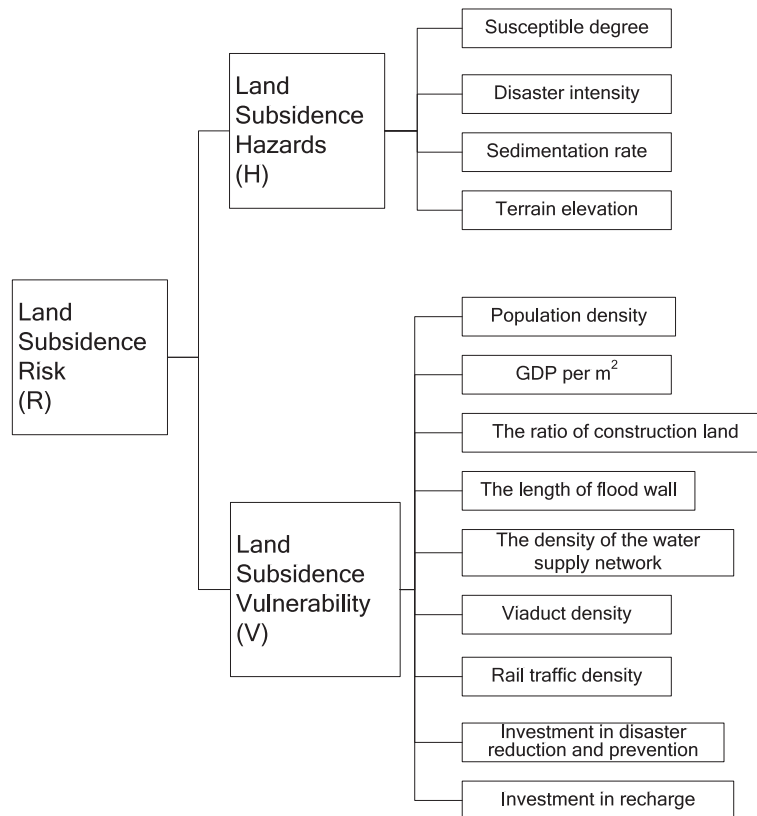 Land
Subsidence
Risk
(R)
Land
Subsidence
Hazards
(H)
Susceptible degree
Disaster intensity
Sedimentation rate
Terrain elevation
Land
Subsidence
Vulnerability
(V)
Population density
GDP per m²
The ratio of construction land
The length of flood wall
The density of the water
supply network
Viaduct density
Rail traffic density
Investment in disaster
reduction and prevention
Investment in recharge